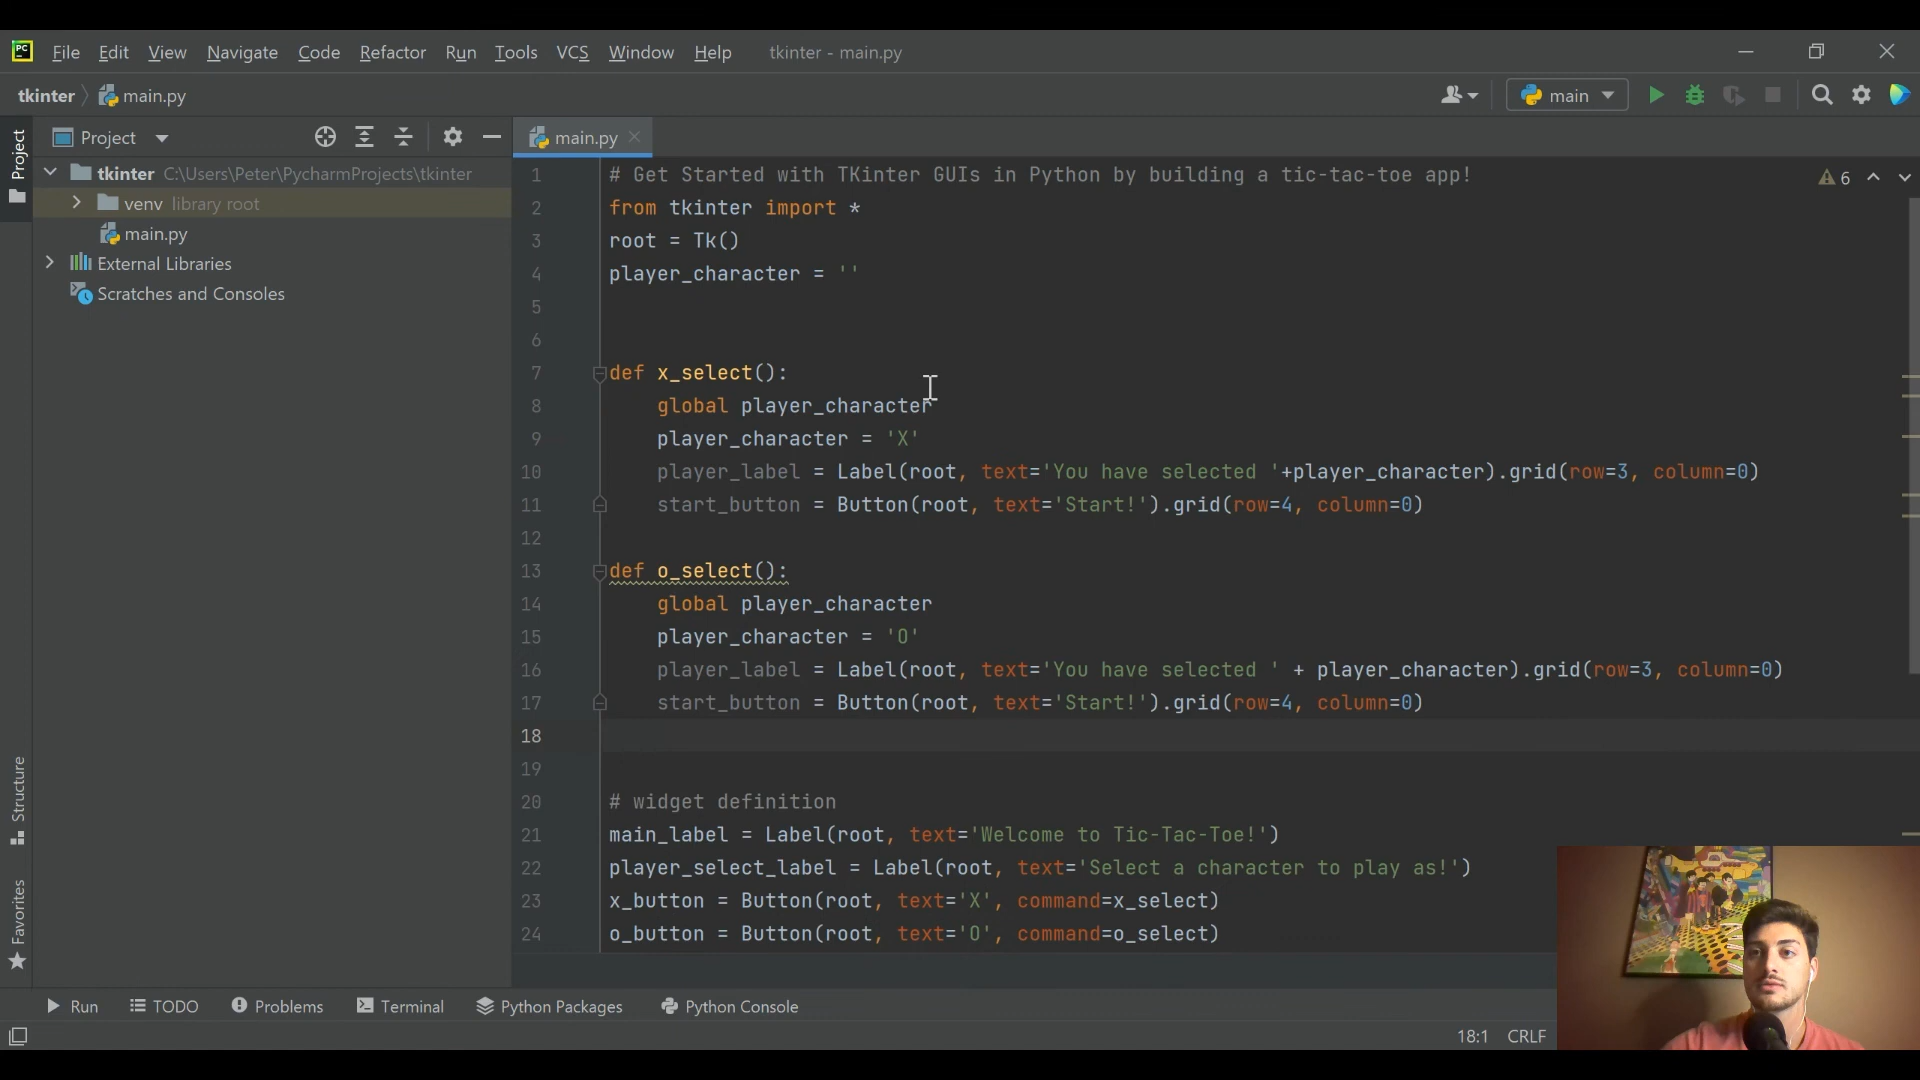 PC File Edit View Navigate Code Refactor Run Tools VCS Window Help tkinter - main.py
tkinter main.py main
Project main.py
Project
tkinter C:\Users\Peter\PycharmProjects\tkinter
venv library root
main.py
External Libraries
Scratches and Consoles
6
1 # Get Started with TKinter GUIs in Python by building a tic-tac-toe app!
2 from tkinter import *
3 root = Tk()
4 player_character = ''
5
6
7 def x_select():
8 global player_character
9 player_character = 'X'
10 player_label = Label(root, text='You have selected '+player_character).grid(row=3, column=0)
11 start_button = Button(root, text='Start!').grid(row=4, column=0)
12
13 def o_select():
14 global player_character
15 player_character = 'O'
16 player_label = Label(root, text='You have selected ' + player_character).grid(row=3, column=0)
17 start_button = Button(root, text='Start!').grid(row=4, column=0)
18
19
20 # widget definition
21 main_label = Label(root, text='Welcome to Tic-Tac-Toe!')
22 player_select_label = Label(root, text='Select a character to play as!')
23 x_button = Button(root, text='X', command=x_select)
24 o_button = Button(root, text='O', command=o_select)
Structure
Favorites
Run TODO Problems Terminal Python Packages Python Console
18:1 CRLF